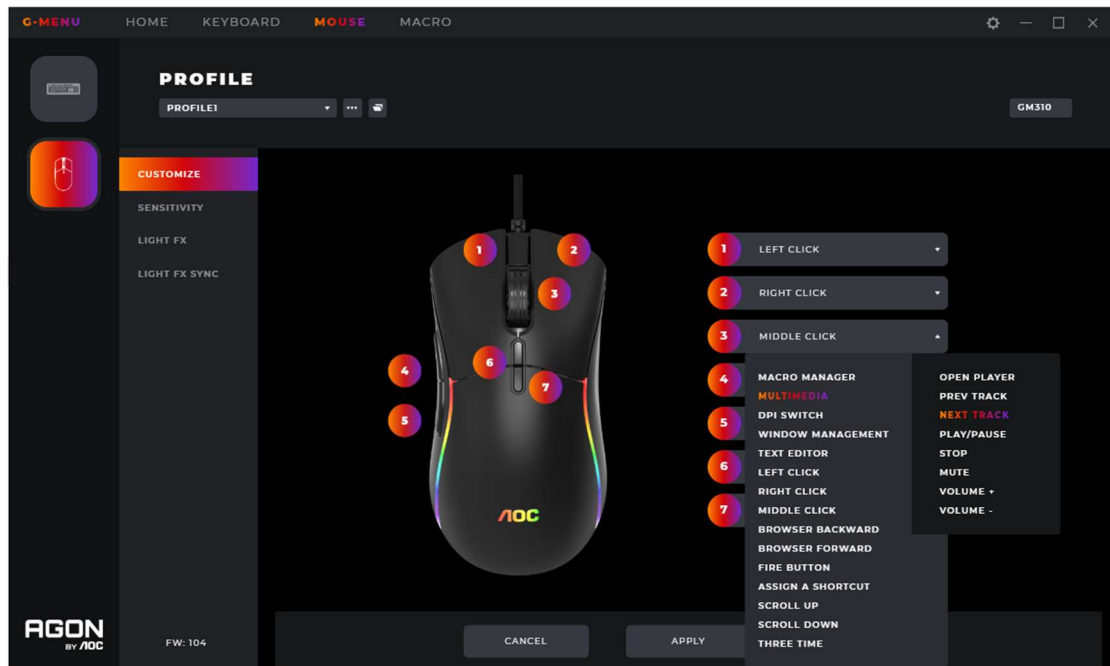 G-MENU HOME KEYBOARD MOUSE MACRO
PROFILE
PROFILE1
GM310
CUSTOMIZE
SENSITIVITY
LIGHT FX
LIGHT FX SYNC
1
2
3
4
5
6
7
AOC
1 LEFT CLICK
2 RIGHT CLICK
3 MIDDLE CLICK
4
5
6
7
MACRO MANAGER
MULTIMEDIA
DPI SWITCH
WINDOW MANAGEMENT
TEXT EDITOR
LEFT CLICK
RIGHT CLICK
MIDDLE CLICK
BROWSER BACKWARD
BROWSER FORWARD
FIRE BUTTON
ASSIGN A SHORTCUT
SCROLL UP
SCROLL DOWN
THREE TIME
OPEN PLAYER
PREV TRACK
NEXT TRACK
PLAY/PAUSE
STOP
MUTE
VOLUME +
VOLUME -
AGON
BY AOC
FW: 104
CANCEL APPLY